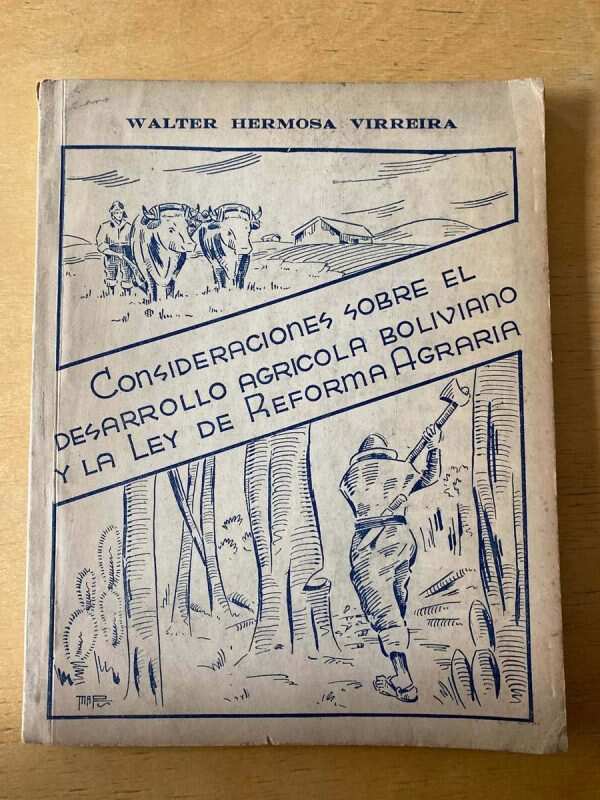 WALTER HERMOSA VIRREIRA
CONSIDERACIONES SOBRE EL
DESARROLLO AGRICOLA BOLIVIANO
Y LA LEY DE REFORMA AGRARIA